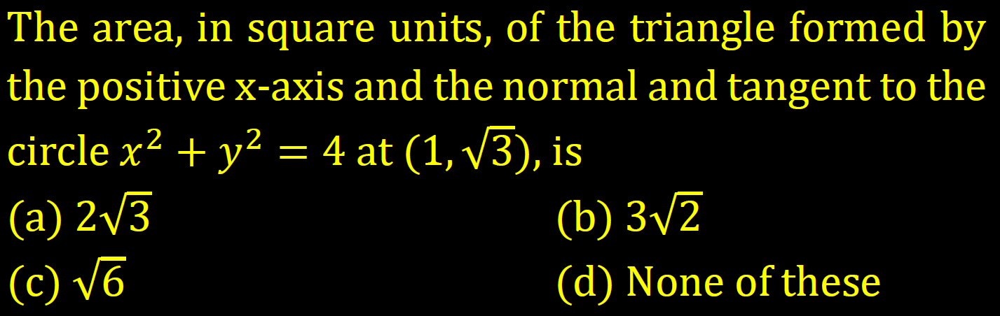 The area, in square units, of the triangle formed by
the positive x-axis and the normal and tangent to the
circle x² + y² = 4 at (1, √3), is
(a) 2√3 (b) 3√2
(c) √6 (d) None of these